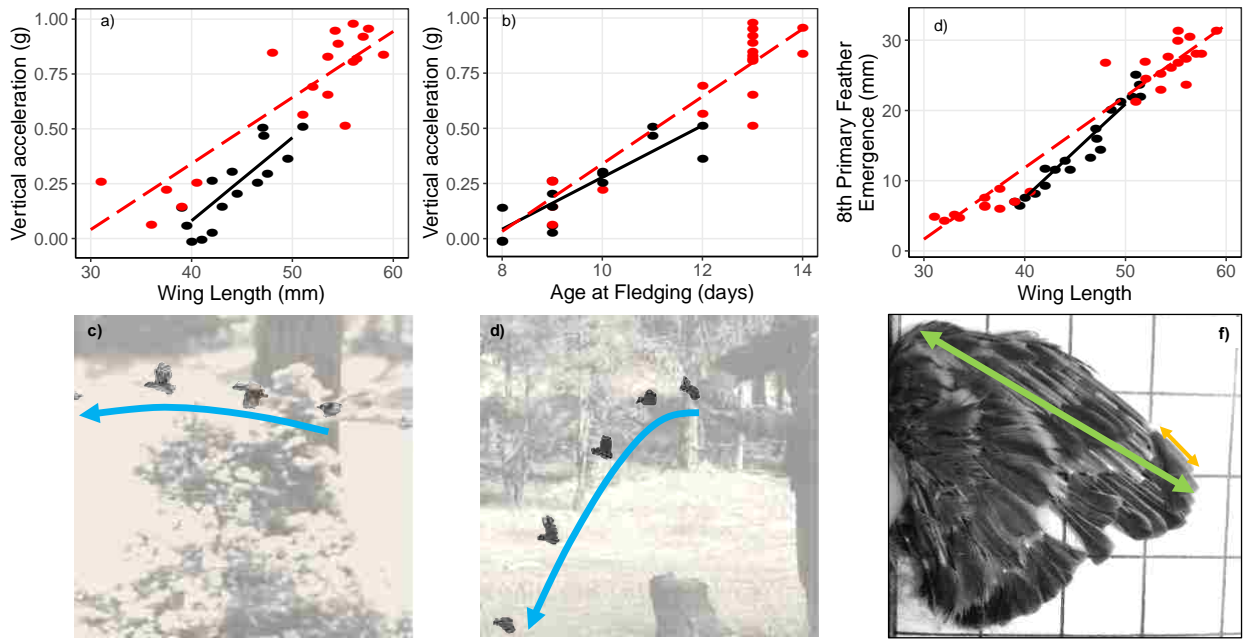 a)
Vertical acceleration (g)
1.00
0.75
0.50
0.25
0.00
30
40
50
60
Wing Length (mm)
b)
Vertical acceleration (g)
1.00
0.75
0.50
0.25
0.00
8
10
12
14
Age at Fledging (days)
d)
8th Primary Feather
Emergence (mm)
30
20
10
0
30
40
50
60
Wing Length
c)
d)
f)